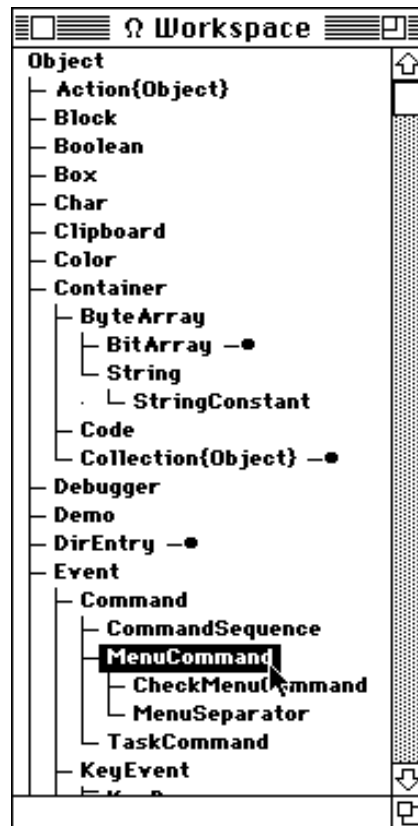 Ω Workspace
Object
Action{Object}
Block
Boolean
Box
Char
Clipboard
Color
Container
ByteArray
BitArray
String
StringConstant
Code
Collection{Object}
Debugger
Demo
DirEntry
Event
Command
CommandSequence
MenuCommand
CheckMenuCommand
MenuSeparator
TaskCommand
KeyEvent